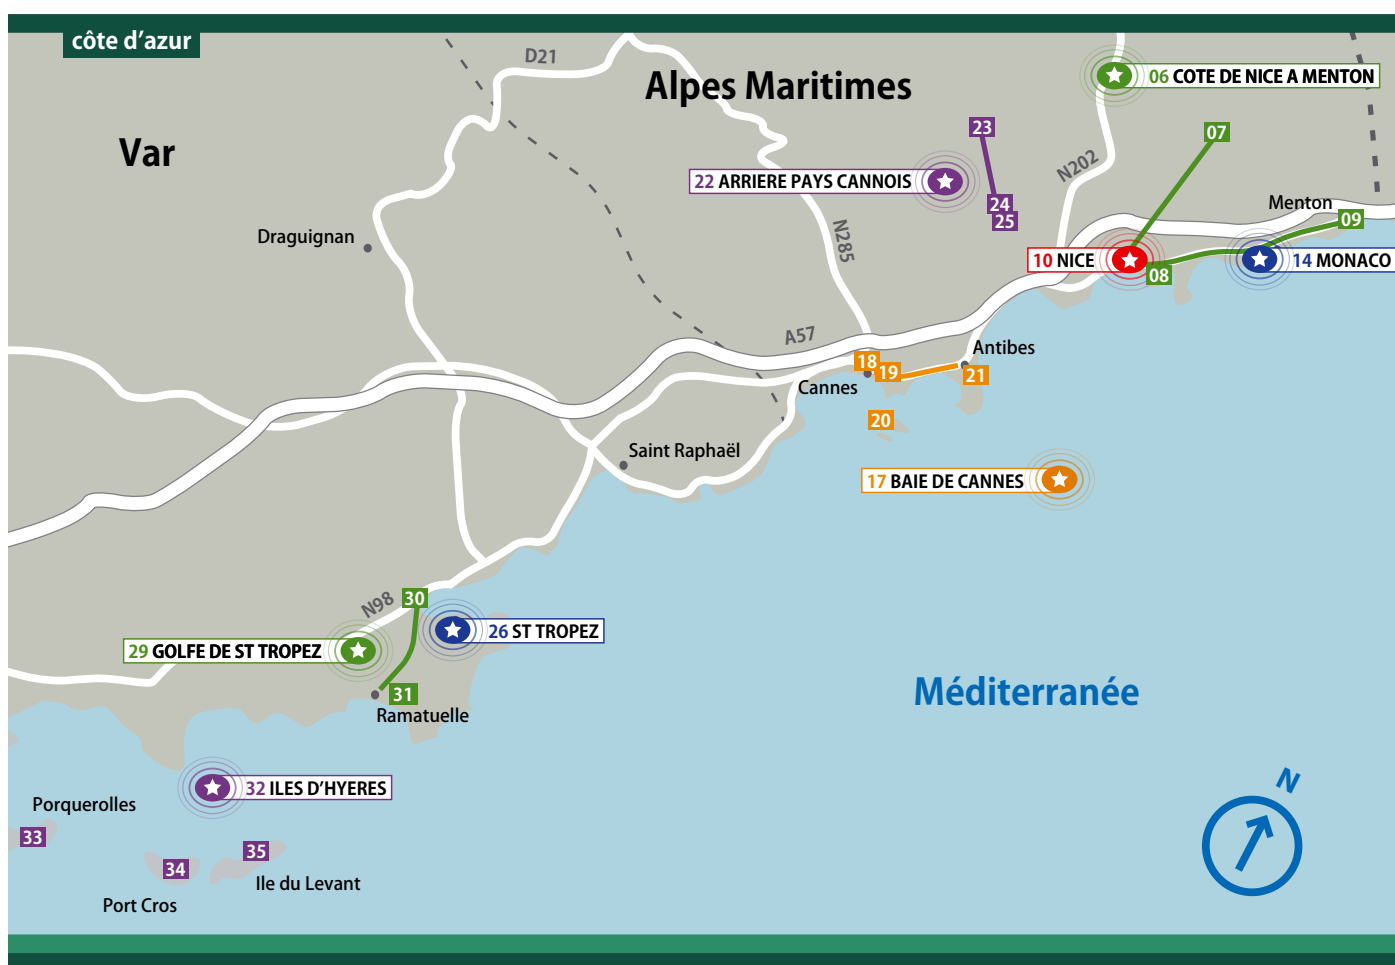 côte d'azur
D21
Alpes Maritimes
06 COTE DE NICE A MENTON
Var
23
07
N202
22 ARRIERE PAYS CANNOIS
24
25
Menton
09
Draguignan
N285
10 NICE
08
14 MONACO
A57
Antibes
18
19
21
Cannes
20
Saint Raphaël
17 BAIE DE CANNES
N98
30
26 ST TROPEZ
29 GOLFE DE ST TROPEZ
31
Ramatuelle
Méditerranée
32 ILES D'HYERES
N
Porquerolles
33
35
34
Ile du Levant
Port Cros